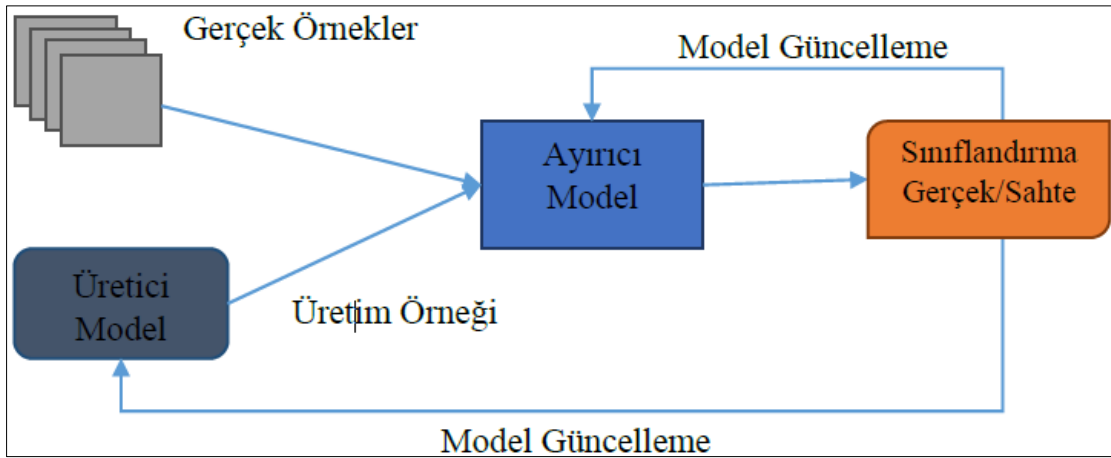 Gerçek Örnekler
Model Güncelleme
Ayırıcı
Model
Sınıflandırma
Gerçek/Sahte
Üretici
Model
Üretim Örneği
Model Güncelleme